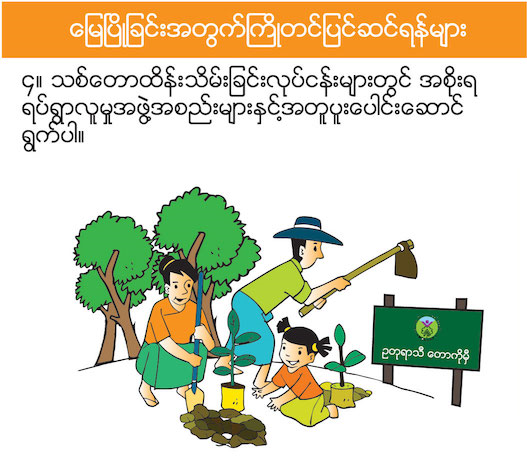 မြေပြိုခြင်းအတွက်ကြိုတင်ပြင်ဆင်ရန်များ
၄။ သစ်တောထိန်းသိမ်းခြင်းလုပ်ငန်းများတွင် အစိုးရ
ရပ်ရွာလူမှုအဖွဲ့အစည်းများနှင့်အတူပူးပေါင်းဆောင်
ရွက်ပါ။
ဥတုရာသီ တောကိုမှီ